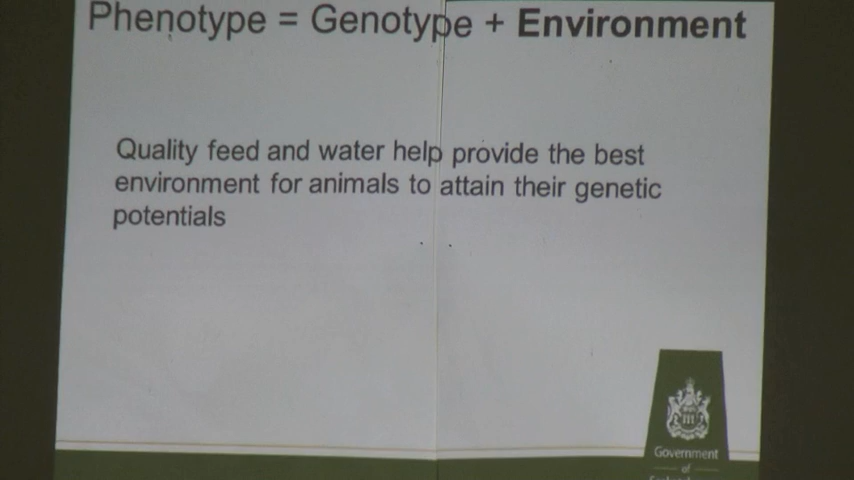 Phenotype = Genotype + Environment
Quality feed and water help provide the best
environment for animals to attain their genetic
potentials
Government
of